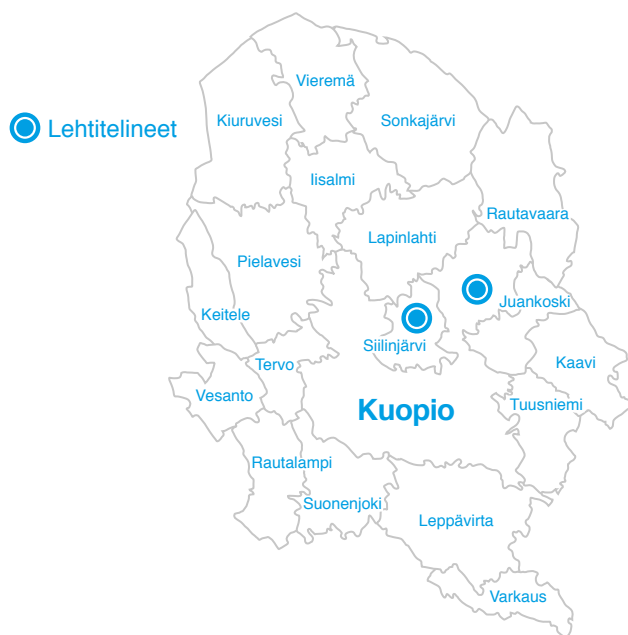 Vieremä
Kiuruvesi
Sonkajärvi
Lehtitelineet
Iisalmi
Rautavaara
Lapinlahti
Pielavesi
Juankoski
Keitele
Siilinjärvi
Kaavi
Tervo
Vesanto
Kuopio
Tuusniemi
Rautalampi
Suonenjoki
Leppävirta
Varkaus